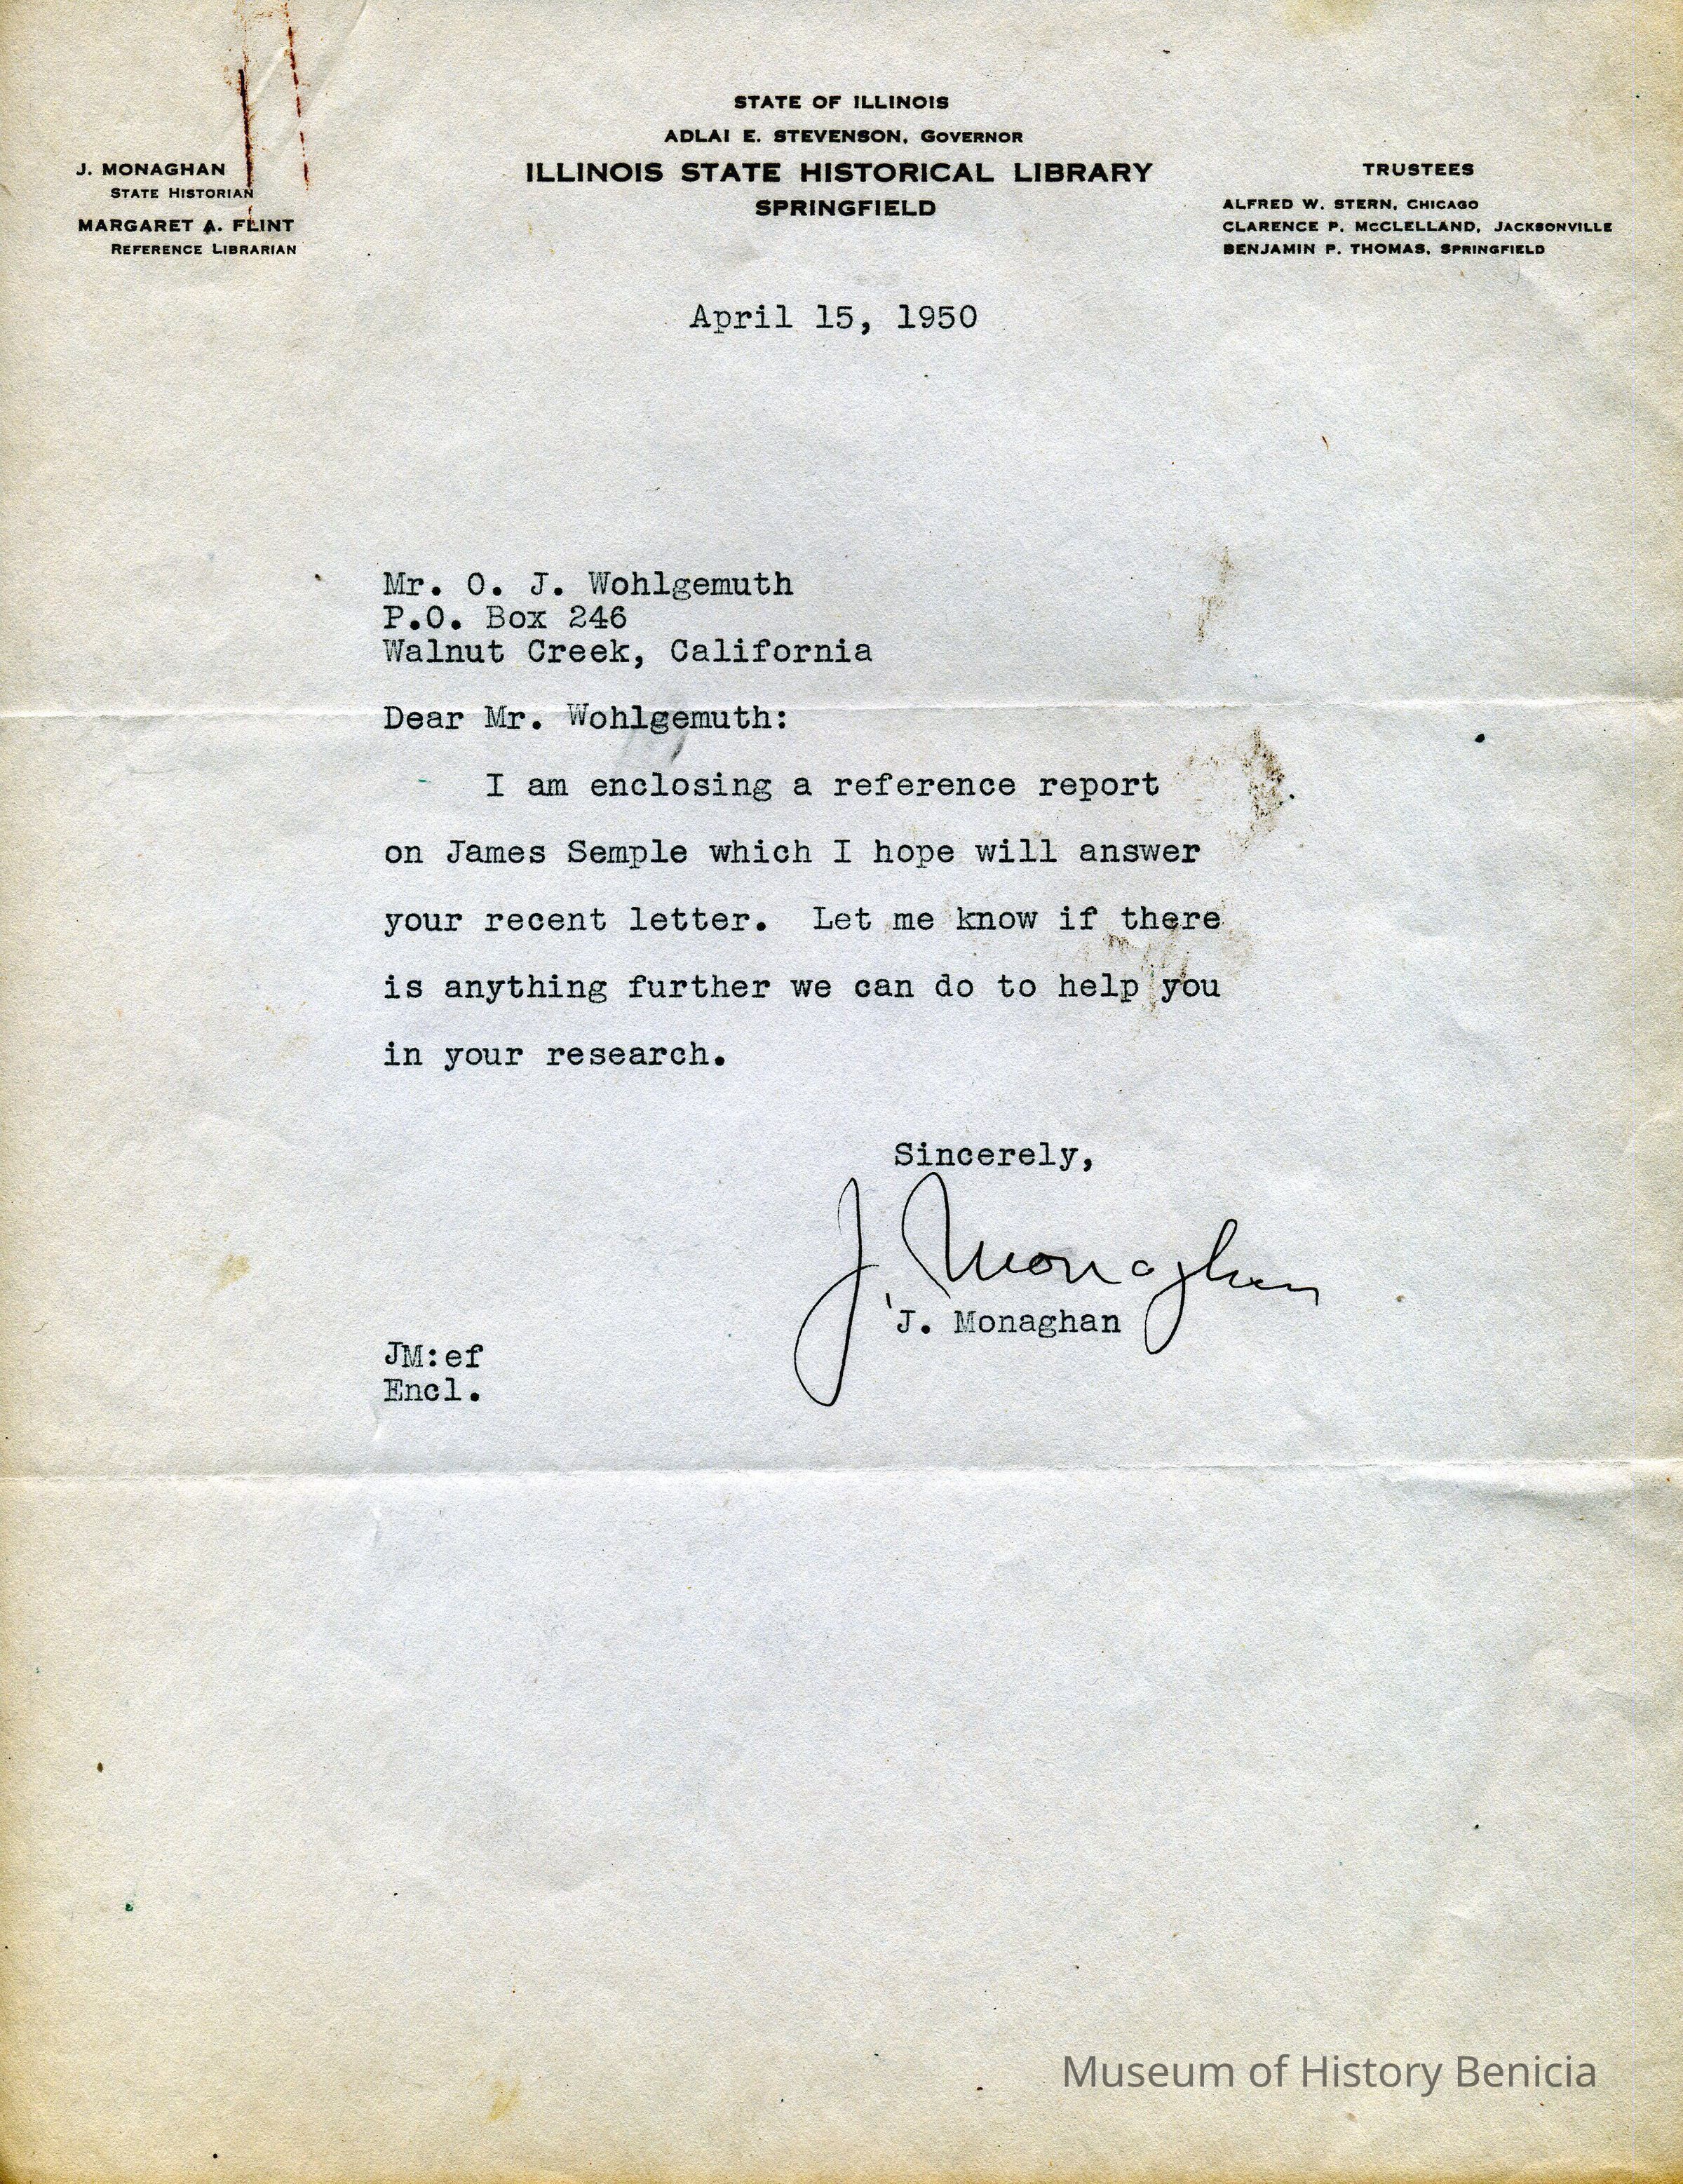 STATE OF ILLINOIS
ADLAI E. STEVENSON, GOVERNOR
ILLINOIS STATE HISTORICAL LIBRARY
SPRINGFIELD
J. MONAGHAN
STATE HISTORIAN
MARGARET A. FLINT
REFERENCE LIBRARIAN
TRUSTEES
ALFRED W. STERN, CHICAGO
CLARENCE P. McCLELLAND, JACKSONVILLE
BENJAMIN P. THOMAS, SPRINGFIELD
April 15, 1950
Mr. O. J. Wohlgemuth
P.O. Box 246
Walnut Creek, California
Dear Mr. Wohlgemuth:
I am enclosing a reference report
on James Semple which I hope will answer
your recent letter. Let me know if there
is anything further we can do to help you
in your research.
Sincerely,
J. Monaghan
J. Monaghan
JM:ef
Encl.
Museum of History Benicia